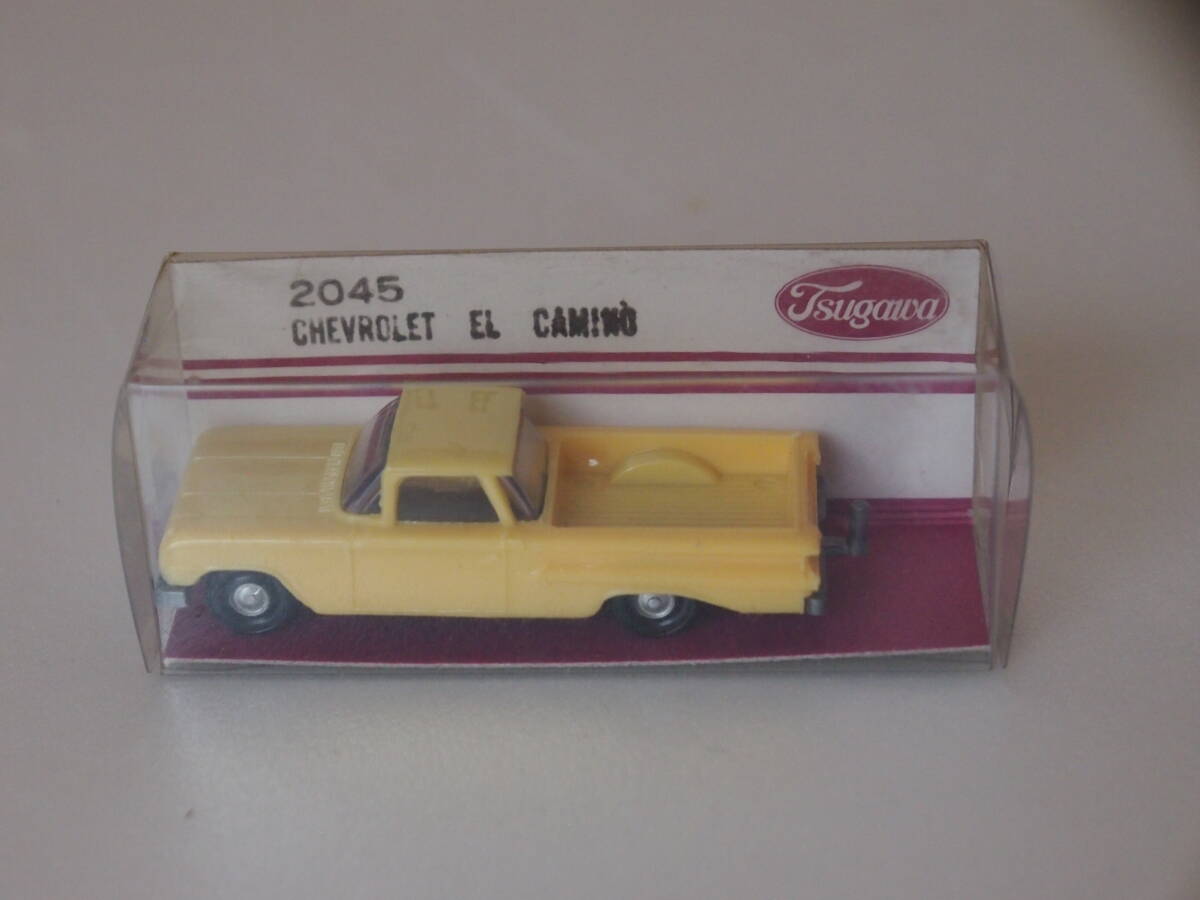 2045
CHEVROLET EL CAMINO
Tsugawa